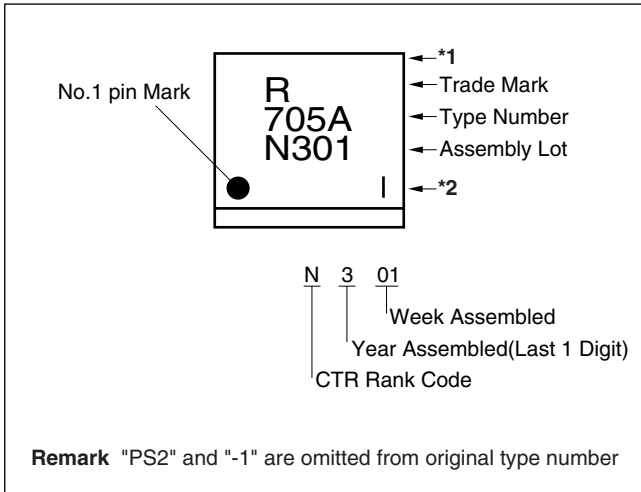 *1
No.1 pin Mark
R
Trade Mark
705A
Type Number
N301
Assembly Lot
I
*2
N 3 01
Week Assembled
Year Assembled(Last 1 Digit)
CTR Rank Code
Remark "PS2" and "-1" are omitted from original type number